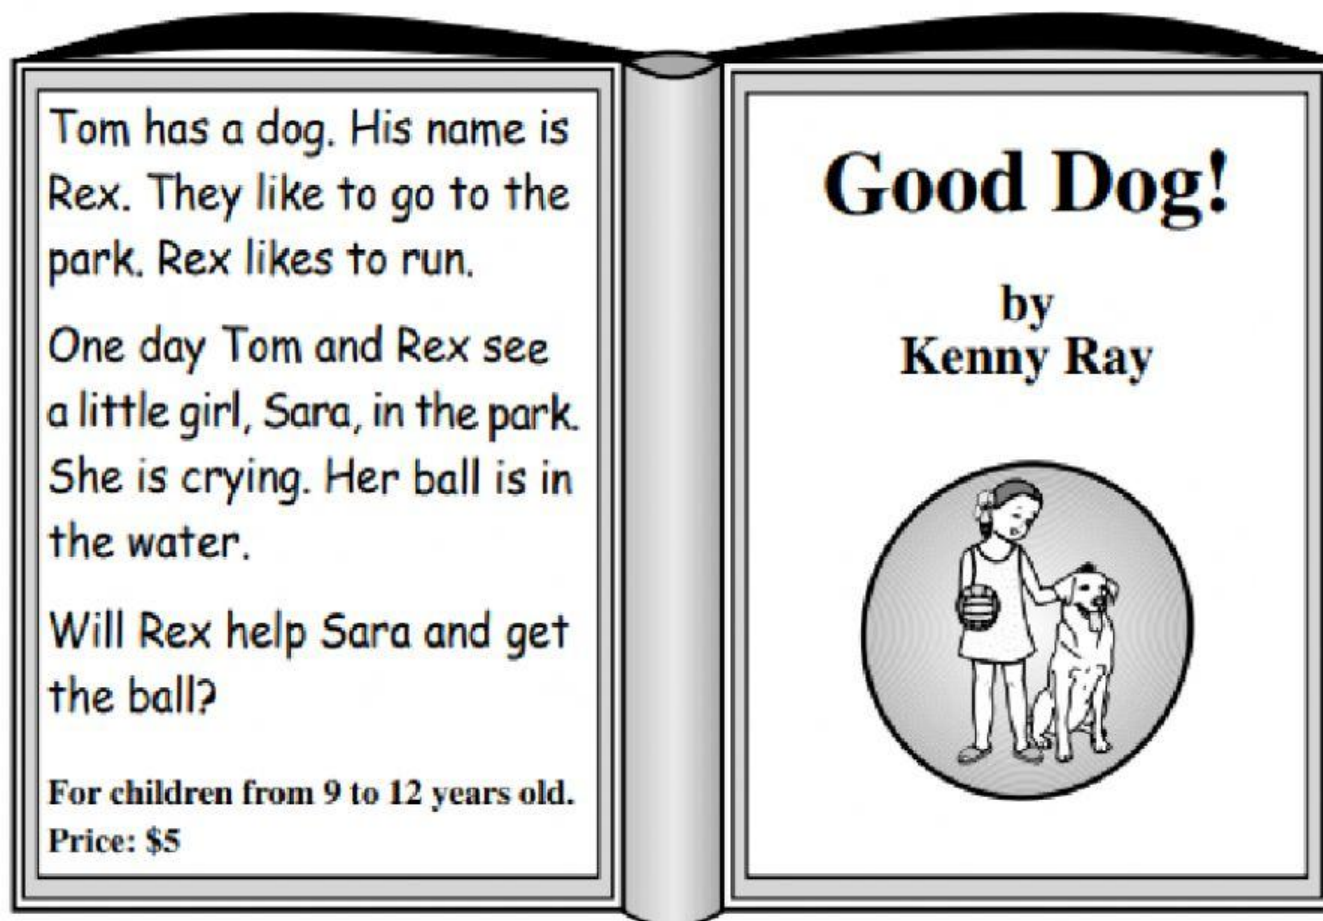 Tom has a dog. His name is
Rex. They like to go to the
park. Rex likes to run.
One day Tom and Rex see
a little girl, Sara, in the park.
She is crying. Her ball is in
the water.
Will Rex help Sara and get
the ball?
For children from 9 to 12 years old.
Price: $5
Good Dog!
by
Kenny Ray